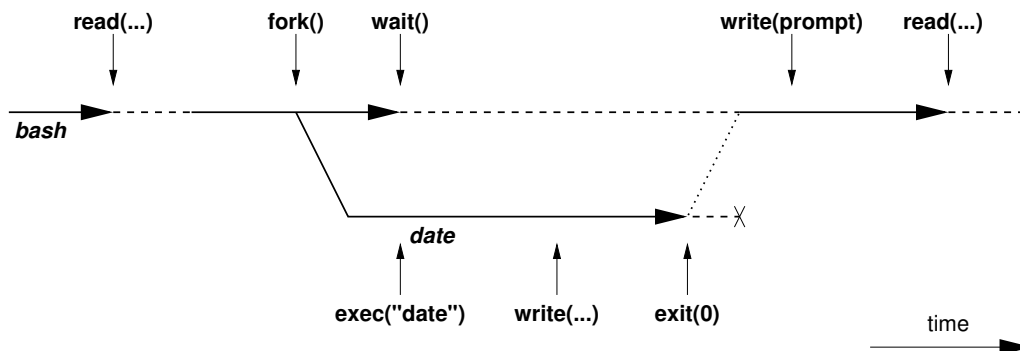 read(...) fork() wait() write(prompt) read(...)
bash
date
exec("date") write(...) exit(0)
time